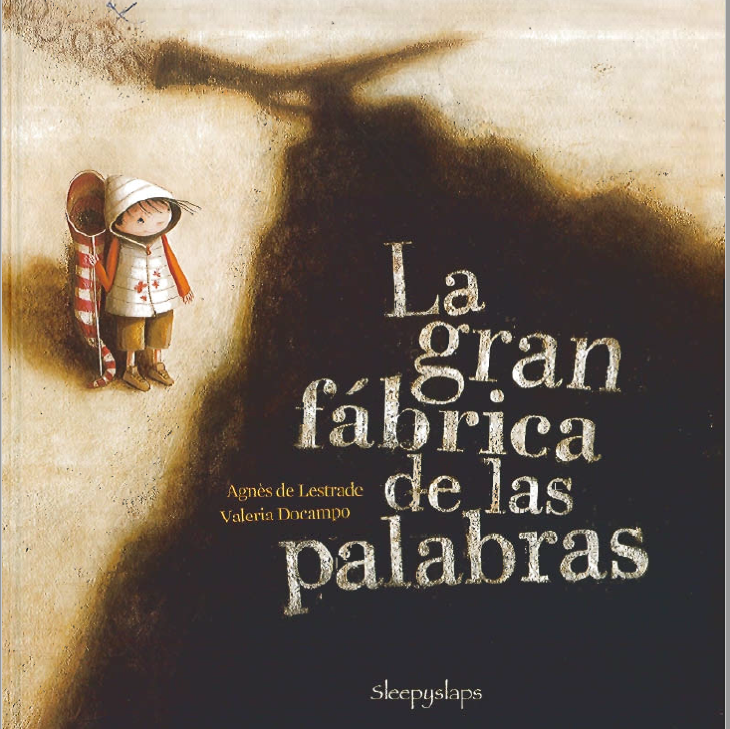 La
gran
fábrica
de las
palabras
Agnès de Lestrade
Valeria Docampo
Sleepyslaps